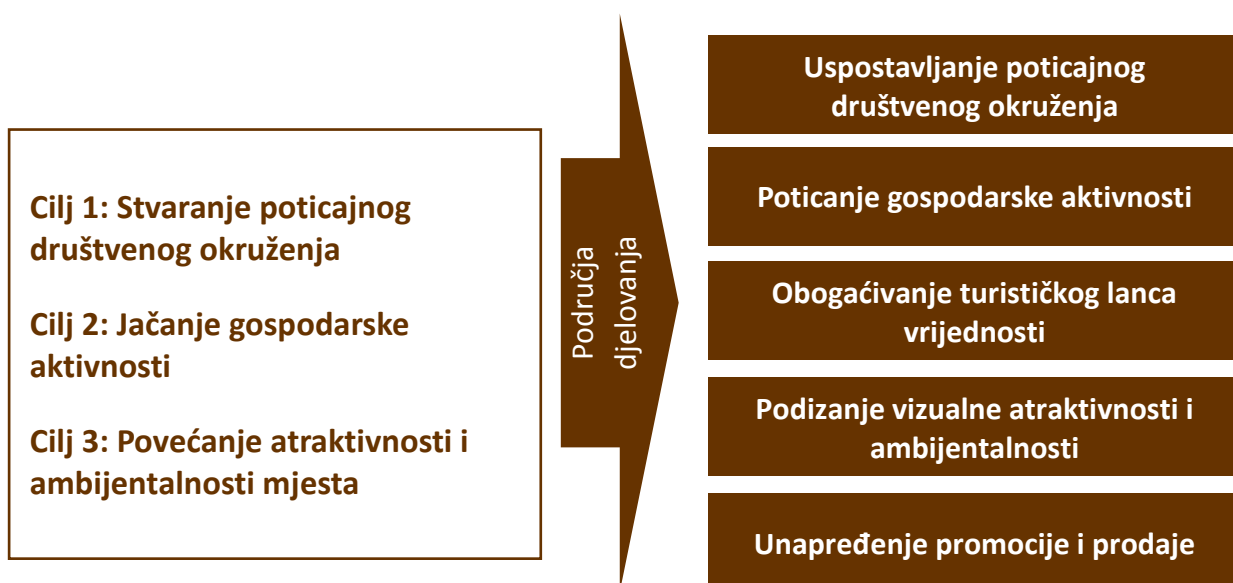 Cilj 1: Stvaranje poticajnog
društvenog okruženja
Cilj 2: Jačanje gospodarske
aktivnosti
Cilj 3: Povećanje atraktivnosti i
ambijentalnosti mjesta
Područja
djelovanja
Uspostavljanje poticajnog
društvenog okruženja
Poticanje gospodarske aktivnosti
Obogaćivanje turističkog lanca
vrijednosti
Podizanje vizualne atraktivnosti i
ambijentalnosti
Unapređenje promocije i prodaje